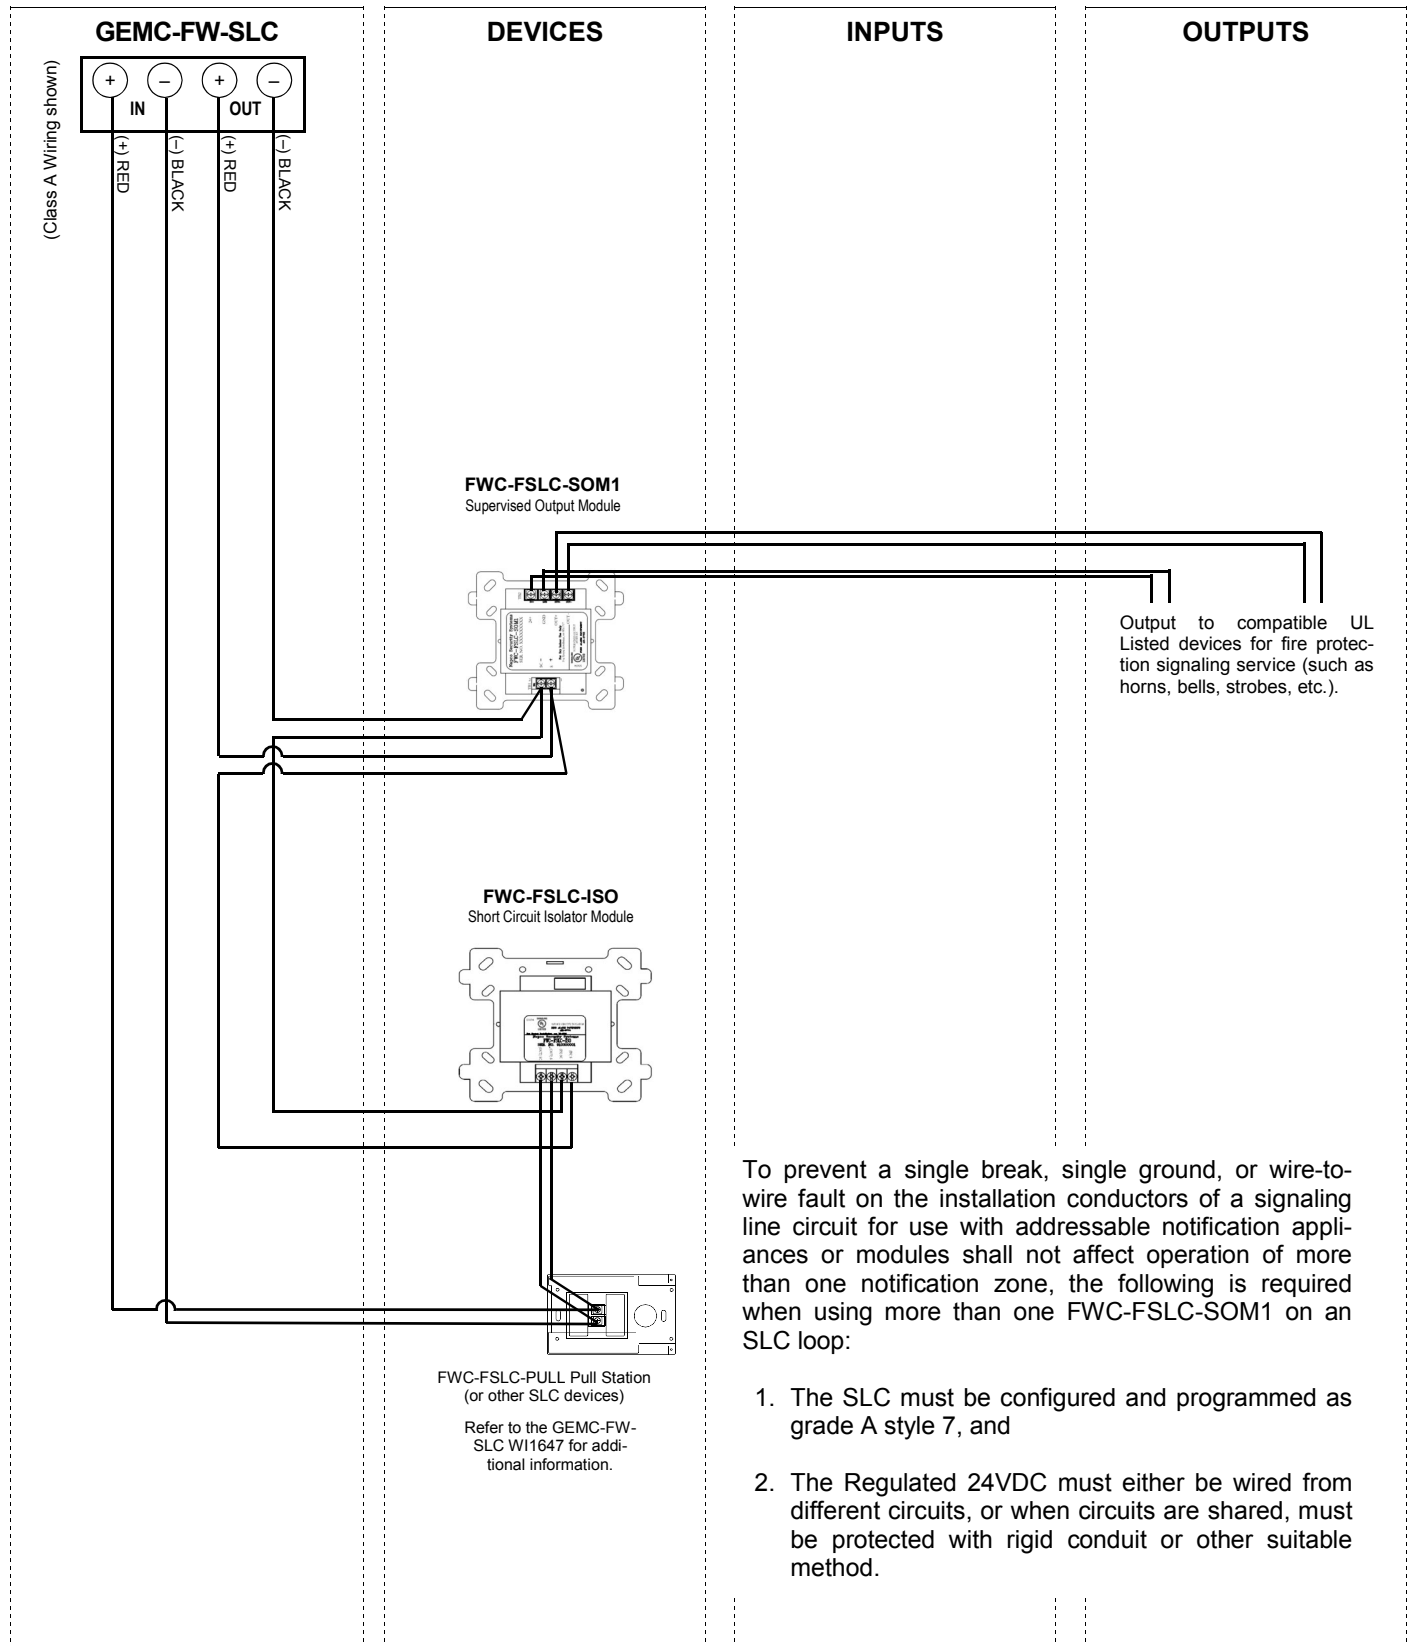 GEMC-FW-SLC
DEVICES
INPUTS
OUTPUTS
(Class A Wiring shown)
+ – + –
IN OUT
(+) RED
(–) BLACK
(+) RED
(–) BLACK
FWC-FSLC-SOM1
Supervised Output Module
Output to compatible UL
Listed devices for fire protec-
tion signaling service (such as
horns, bells, strobes, etc.).
FWC-FSLC-ISO
Short Circuit Isolator Module
FWC-FSLC-PULL Pull Station
(or other SLC devices)
Refer to the GEMC-FW-
SLC WI1647 for addi-
tional information.
To prevent a single break, single ground, or wire-to-
wire fault on the installation conductors of a signaling
line circuit for use with addressable notification appli-
ances or modules shall not affect operation of more
than one notification zone, the following is required
when using more than one FWC-FSLC-SOM1 on an
SLC loop:
1. The SLC must be configured and programmed as
grade A style 7, and
2. The Regulated 24VDC must either be wired from
different circuits, or when circuits are shared, must
be protected with rigid conduit or other suitable
method.